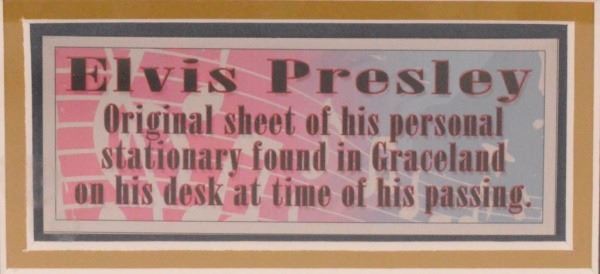 Elvis Presley
Original sheet of his personal
stationary found in Graceland
on his desk at time of his passing.